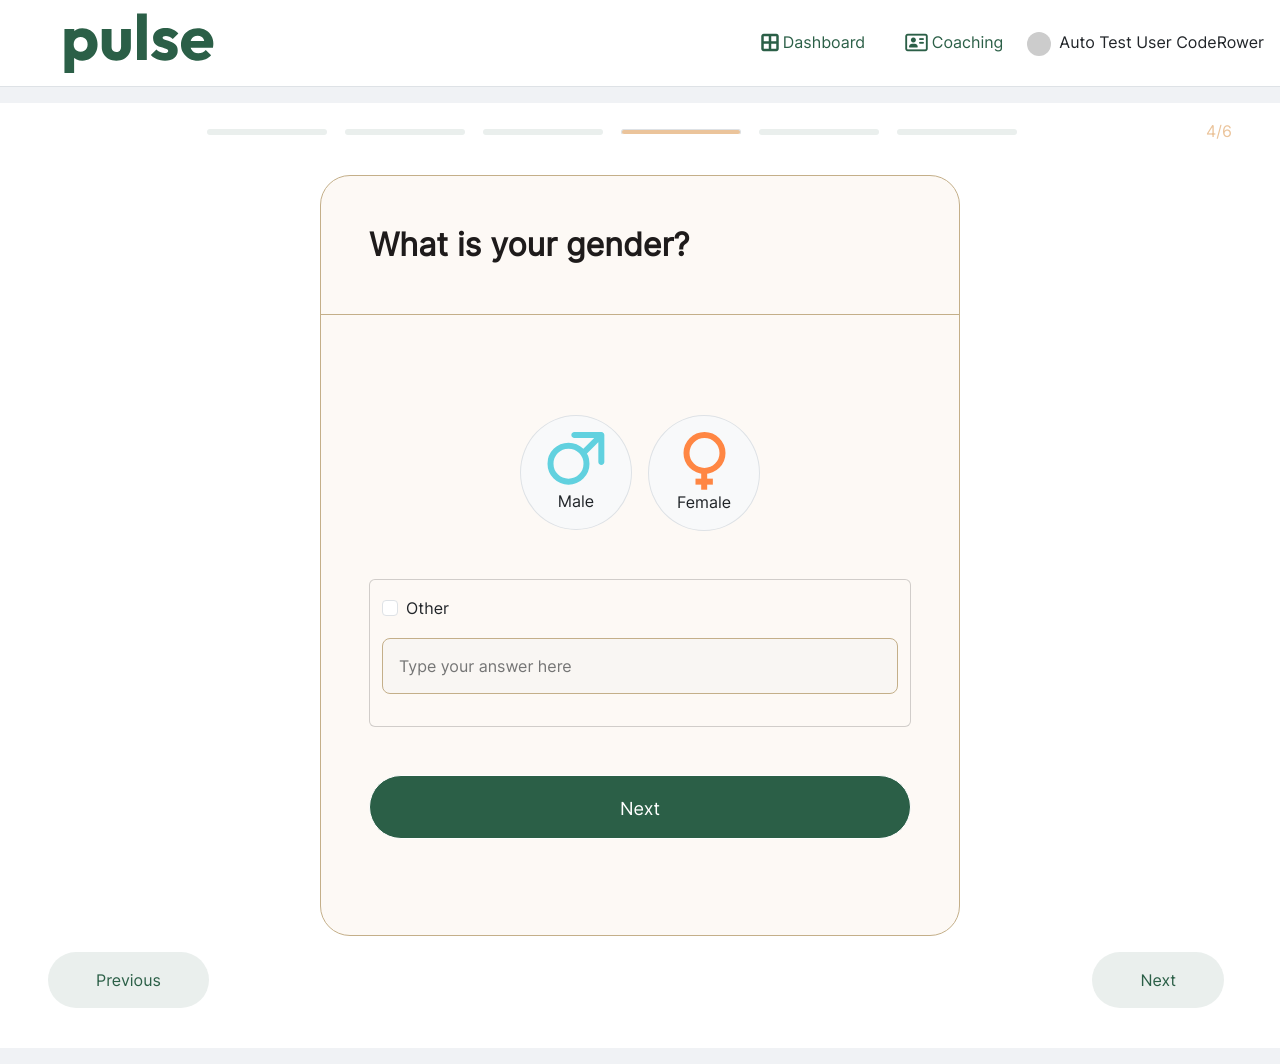 pulse
Dashboard
Coaching
Auto Test User CodeRower
4/6
What is your gender?
Male
Female
Other
Type your answer here
Next
Previous
Next